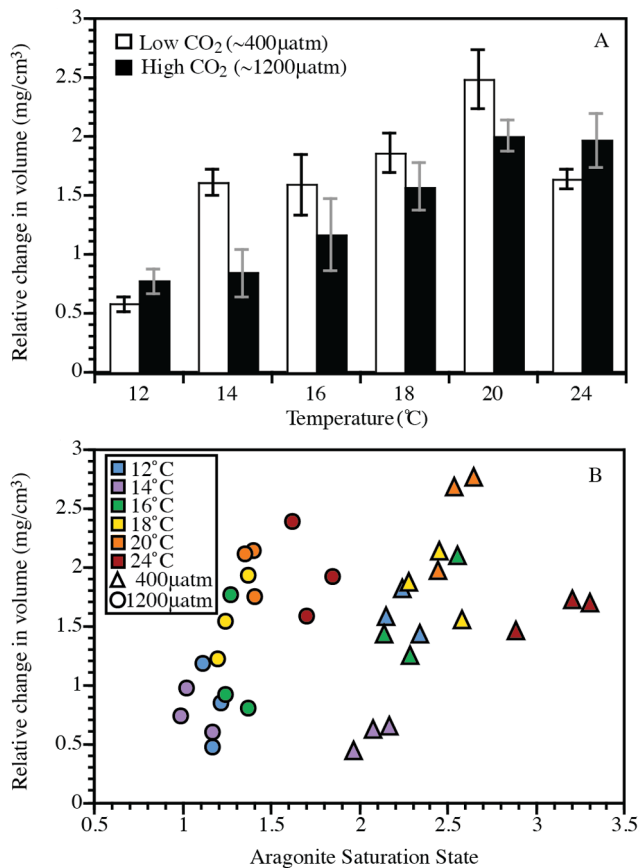 Relative change in volume (mg/cm³)
3
2.5
2
1.5
1
0.5
0
Low CO₂ (~400µatm)
High CO₂ (~1200µatm)
A
12 14 16 18 20 24
Temperature (°C)
Relative change in volume (mg/cm³)
3
2.5
2
1.5
1
0.5
0
12°C
14°C
16°C
18°C
20°C
24°C
400µatm
1200µatm
B
0.5 1 1.5 2 2.5 3 3.5
Aragonite Saturation State